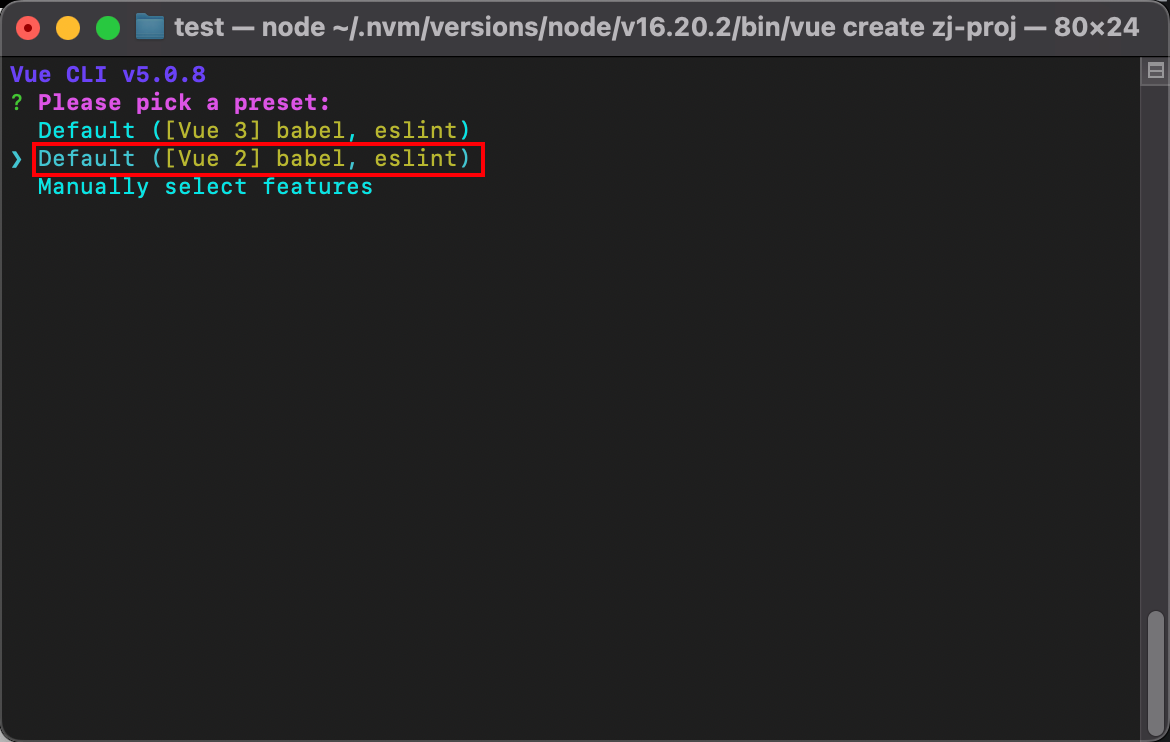 test — node ~/.nvm/versions/node/v16.20.2/bin/vue create zj-proj — 80×24
Vue CLI v5.0.8
? Please pick a preset:
Default ([Vue 3] babel, eslint)
❯ Default ([Vue 2] babel, eslint)
Manually select features